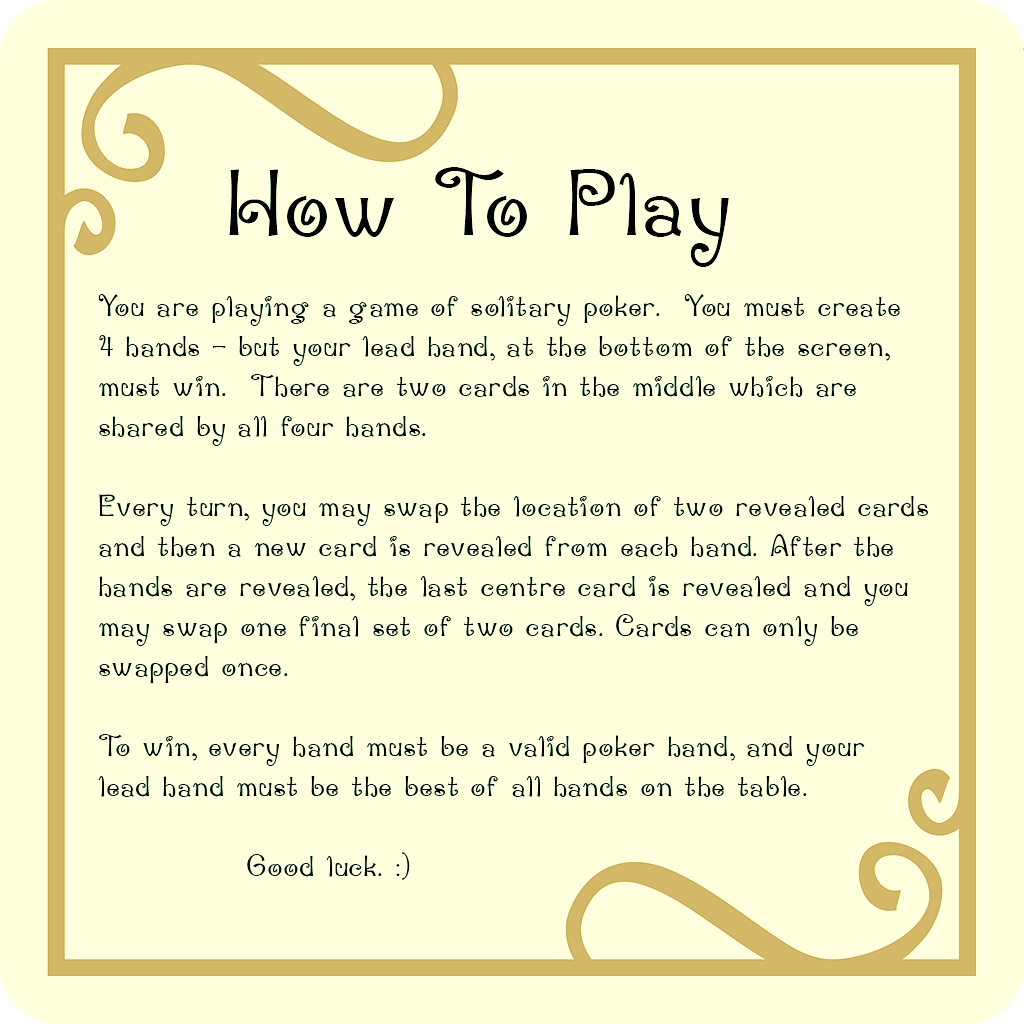 How To Play
You are playing a game of solitary poker.  You must create
4 hands - but your lead hand, at the bottom of the screen,
must win.  There are two cards in the middle which are
shared by all four hands.
Every turn, you may swap the location of two revealed cards
and then a new card is revealed from each hand. After the
hands are revealed, the last centre card is revealed and you
may swap one final set of two cards. Cards can only be
swapped once.
To win, every hand must be a valid poker hand, and your
lead hand must be the best of all hands on the table.
Good luck. :)